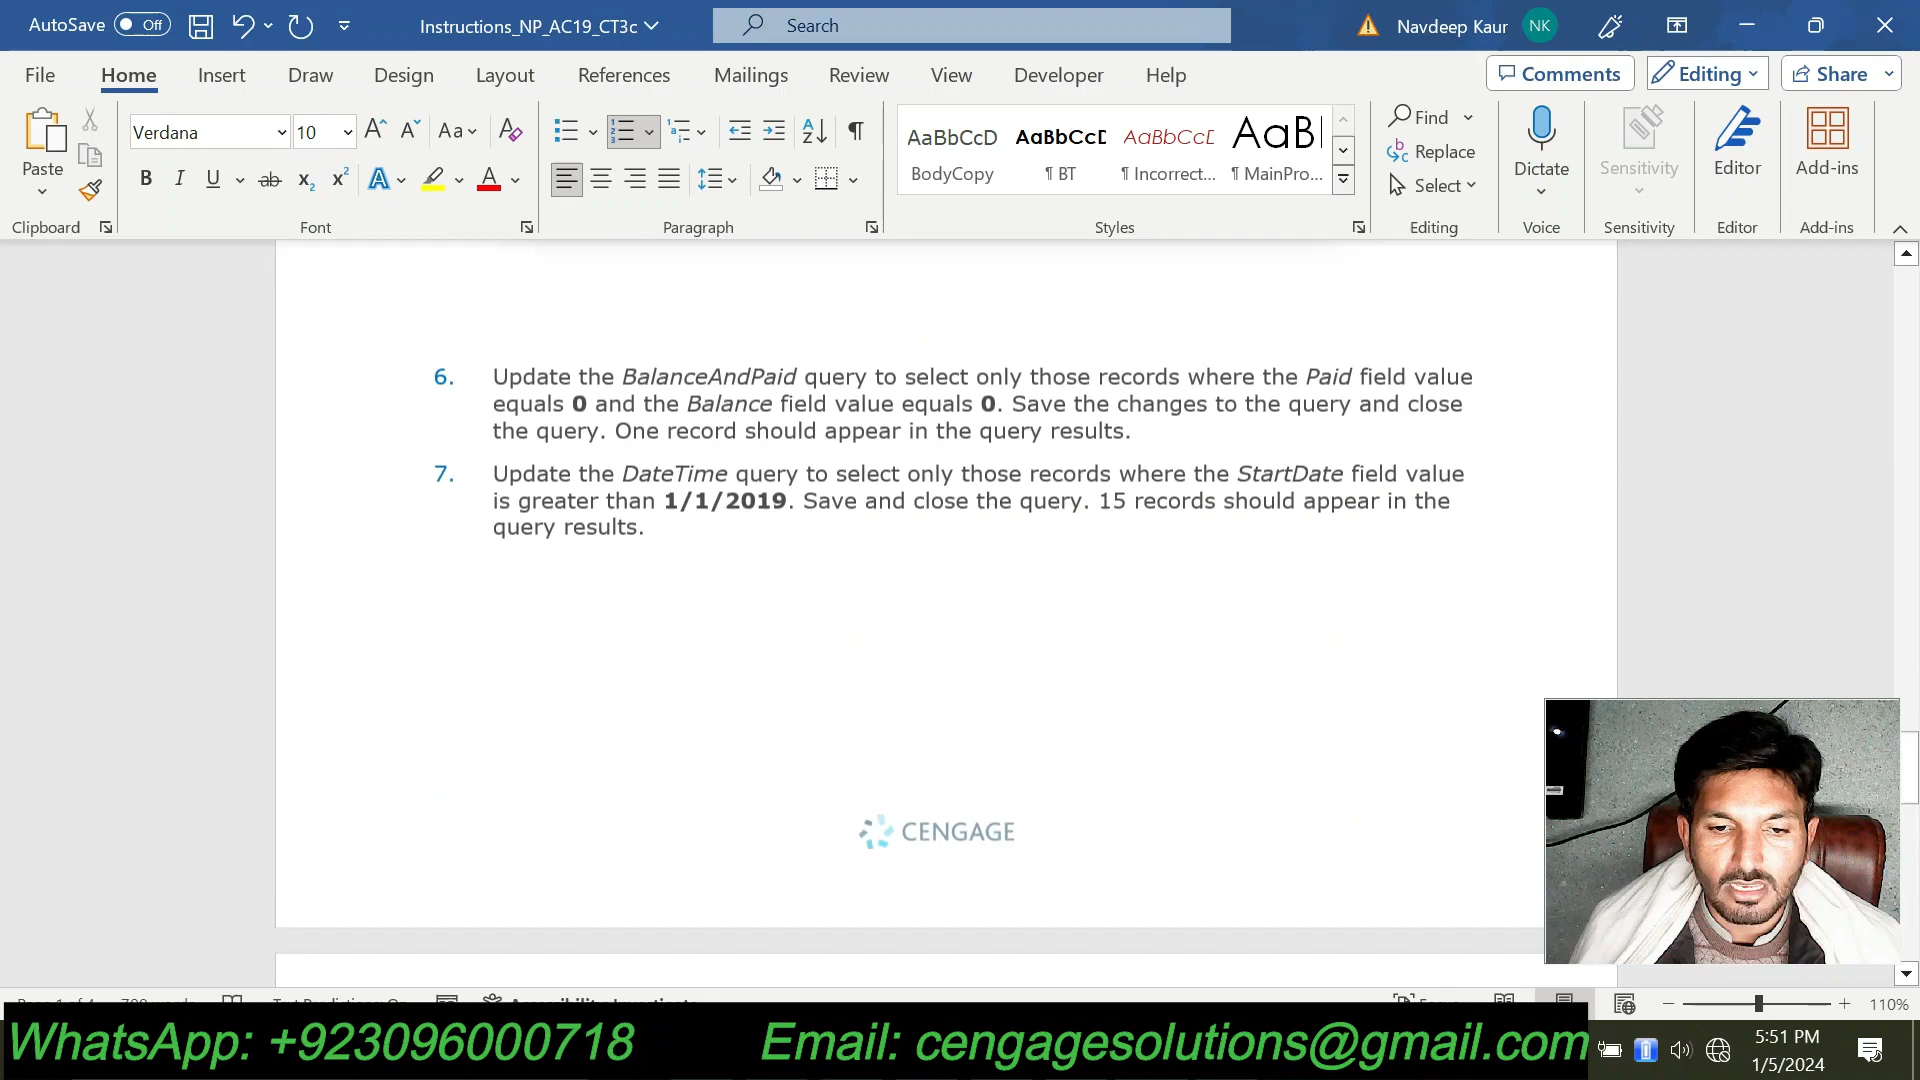 AutoSave Off Instructions_NP_AC19_CT3c Search Navdeep Kaur NK
File Home Insert Draw Design Layout References Mailings Review View Developer Help Comments Editing Share
Verdana 10 Aa AaBbCcD AaBbCcD AaBbCcD AaB Find
Paste Replace
BodyCopy ¶ BT ¶ Incorrect... ¶ MainPro... Select Dictate Sensitivity Editor Add-ins
Clipboard Font Paragraph Styles Editing Voice Sensitivity Editor Add-ins
6. Update the BalanceAndPaid query to select only those records where the Paid field value
equals 0 and the Balance field value equals 0. Save the changes to the query and close
the query. One record should appear in the query results.
7. Update the DateTime query to select only those records where the StartDate field value
is greater than 1/1/2019. Save and close the query. 15 records should appear in the
query results.
CENGAGE
110%
WhatsApp: +923096000718 Email: cengagesolutions@gmail.com
5:51 PM
1/5/2024